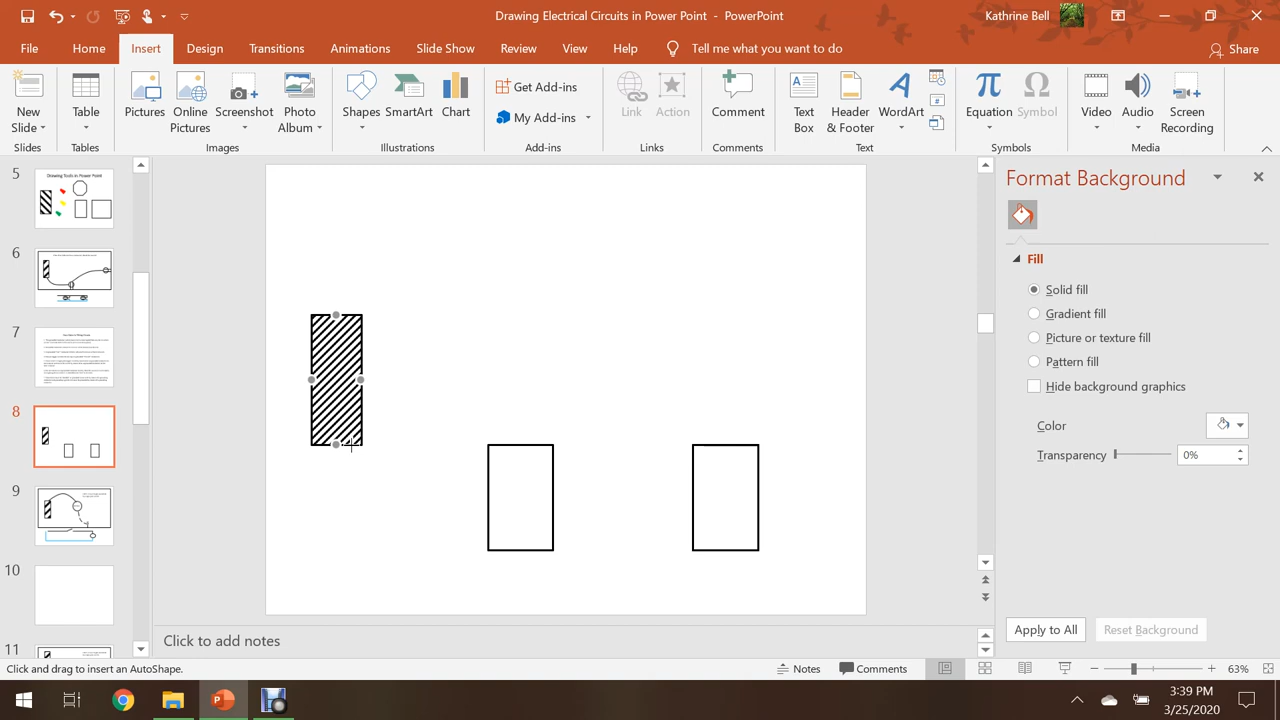 Drawing Electrical Circuits in Power Point - PowerPoint
Kathrine Bell
File Home Insert Design Transitions Animations Slide Show Review View Help Tell me what you want to do Share
New Slide
Table
Pictures
Online Pictures
Screenshot
Photo Album
Shapes
SmartArt
Chart
Get Add-ins
My Add-ins
Link
Action
Comment
Text Box
Header & Footer
WordArt
Equation
Symbol
Video
Audio
Screen Recording
Slides Tables Images Illustrations Add-ins Links Comments Text Symbols Media
5
Drawing Tools in Power Point
6
7
8
9
10
11
Format Background
Fill
Solid fill
Gradient fill
Picture or texture fill
Pattern fill
Hide background graphics
Color
Transparency 0%
Apply to All Reset Background
Click to add notes
Click and drag to insert an AutoShape.
Notes Comments 63%
3:39 PM
3/25/2020